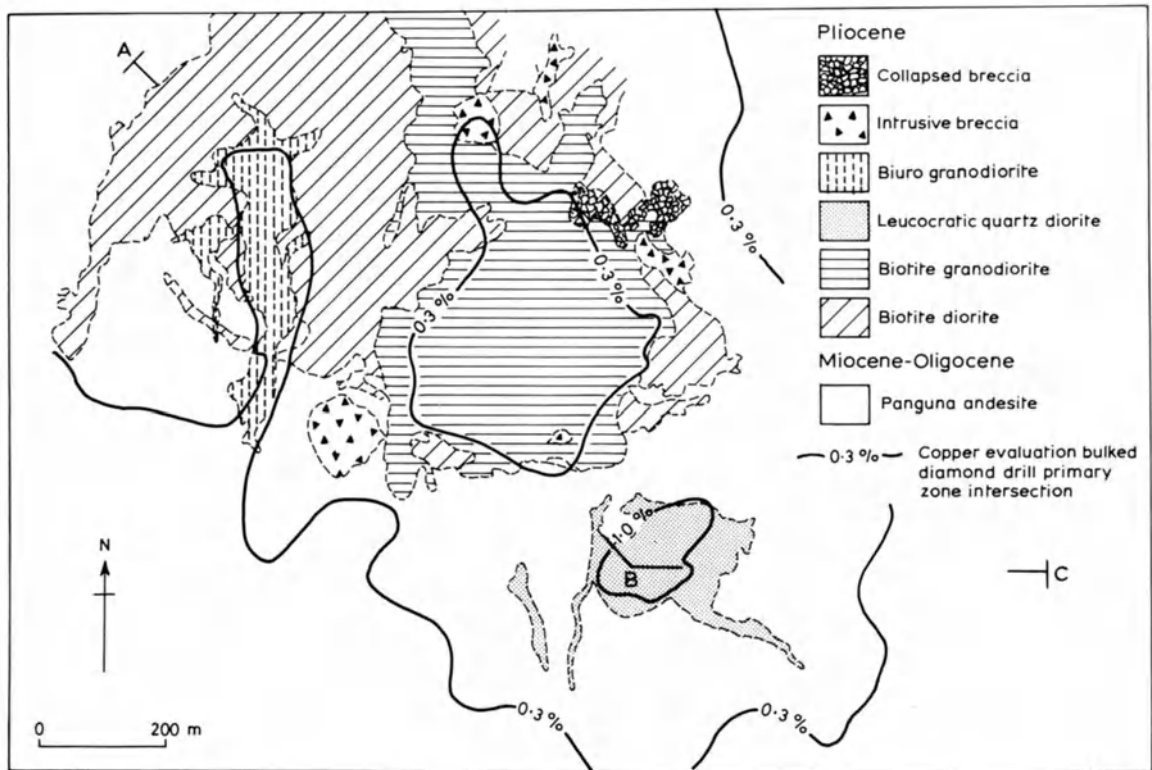 A
Pliocene
Collapsed breccia
Intrusive breccia
Biuro granodiorite
Leucocratic quartz diorite
Biotite granodiorite
Biotite diorite
Miocene-Oligocene
Panguna andesite
0·3 %
Copper evaluation bulked
diamond drill primary
zone intersection
0·3 %
0·3 %
0·3 %
1·0 %
B
C
N
0·3 %
0·3 %
0 200 m